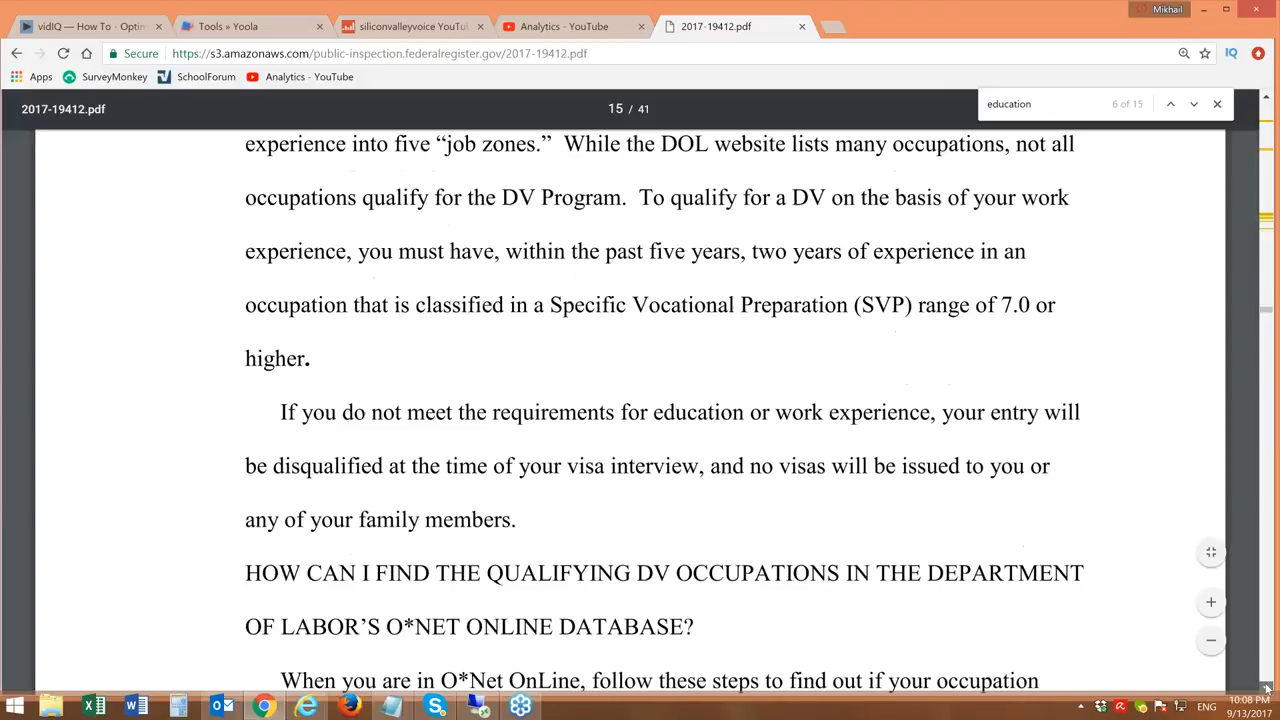 Mikhail
vidIQ — How To - Optin
Tools » Yoola
siliconvalleyvoice YouTu
Analytics - YouTube
2017-19412.pdf
Secure https://s3.amazonaws.com/public-inspection.federalregister.gov/2017-19412.pdf
IQ
Apps SurveyMonkey SchoolForum Analytics - YouTube
2017-19412.pdf 15 / 41
education 6 of 15
experience into five “job zones.” While the DOL website lists many occupations, not all
occupations qualify for the DV Program. To qualify for a DV on the basis of your work
experience, you must have, within the past five years, two years of experience in an
occupation that is classified in a Specific Vocational Preparation (SVP) range of 7.0 or
higher.
If you do not meet the requirements for education or work experience, your entry will
be disqualified at the time of your visa interview, and no visas will be issued to you or
any of your family members.
HOW CAN I FIND THE QUALIFYING DV OCCUPATIONS IN THE DEPARTMENT
OF LABOR’S O*NET ONLINE DATABASE?
When you are in O*Net OnLine, follow these steps to find out if your occupation
ENG
10:08 PM
9/13/2017